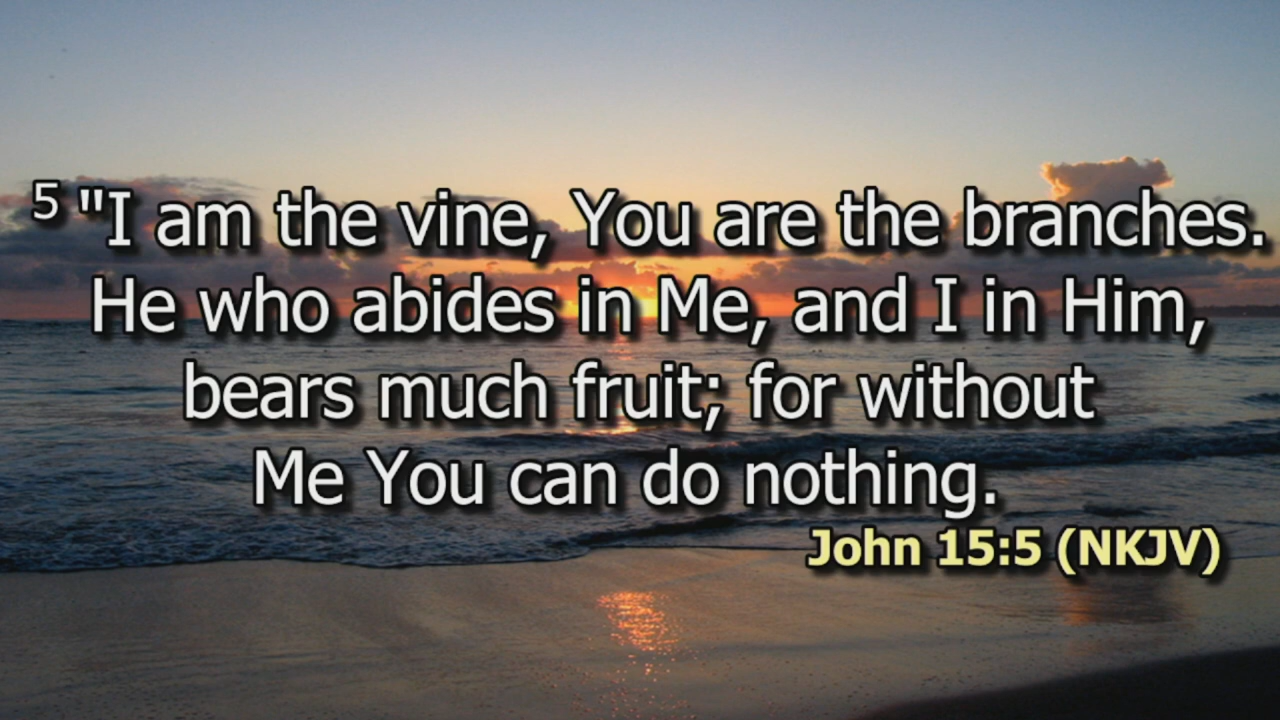 5 "I am the vine, You are the branches.
He who abides in Me, and I in Him,
bears much fruit; for without
Me You can do nothing.
John 15:5 (NKJV)